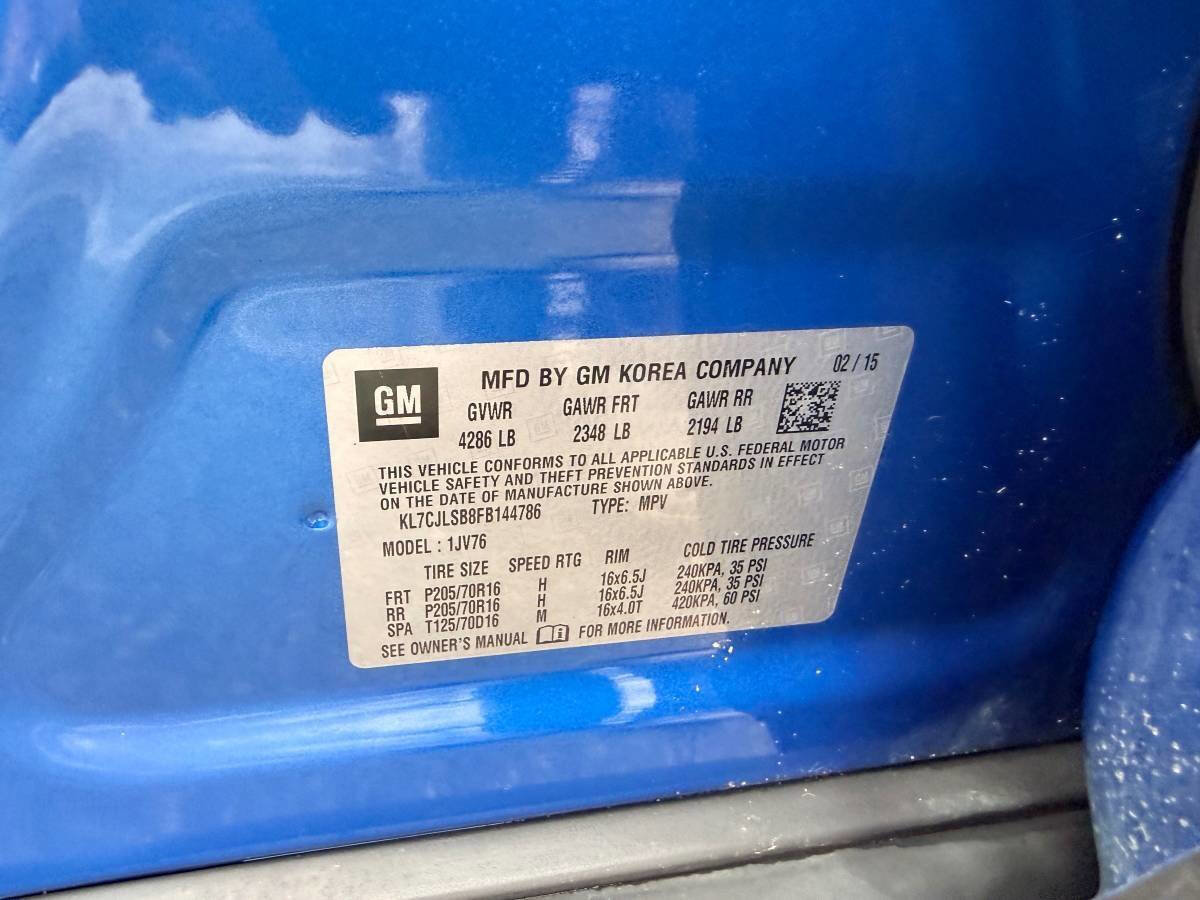 GM
MFD BY GM KOREA COMPANY 02 / 15
GVWR GAWR FRT GAWR RR
4286 LB 2348 LB 2194 LB
THIS VEHICLE CONFORMS TO ALL APPLICABLE U.S. FEDERAL MOTOR
VEHICLE SAFETY AND THEFT PREVENTION STANDARDS IN EFFECT
ON THE DATE OF MANUFACTURE SHOWN ABOVE.
KL7CJLSB8FB144786 TYPE: MPV
MODEL : 1JV76
TIRE SIZE SPEED RTG RIM COLD TIRE PRESSURE
FRT P205/70R16 H 16x6.5J 240KPA, 35 PSI
RR P205/70R16 H 16x6.5J 240KPA, 35 PSI
SPA T125/70D16 M 16x4.0T 420KPA, 60 PSI
SEE OWNER'S MANUAL FOR MORE INFORMATION.